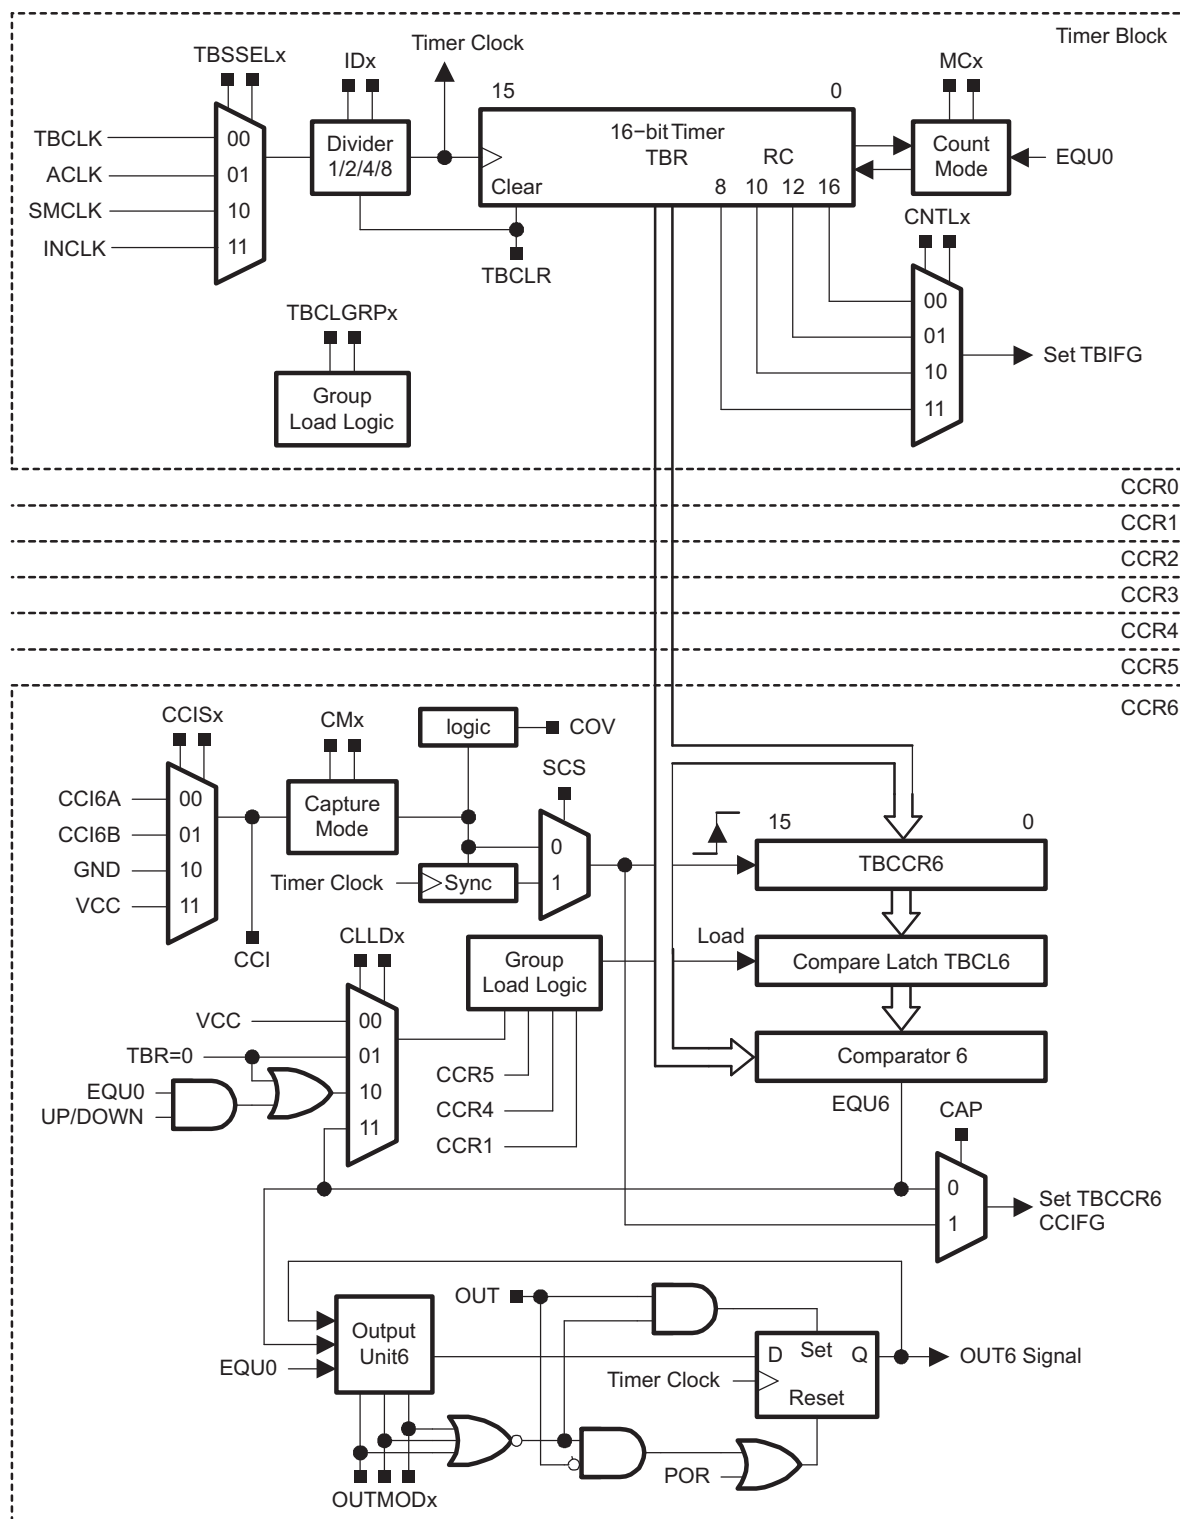 Timer Block
Timer Clock
TBSSELx
IDx
MCx
15
0
TBCLK
ACLK
SMCLK
INCLK
00
01
10
11
Divider
1/2/4/8
16−bit Timer
TBR
RC
Clear
8
10
12
16
Count
Mode
EQU0
TBCLR
CNTLx
00
01
10
11
Set TBIFG
TBCLGRPx
Group
Load Logic
CCR0
CCR1
CCR2
CCR3
CCR4
CCR5
CCR6
CCISx
CMx
logic
COV
SCS
CCI6A
CCI6B
GND
VCC
00
01
10
11
Capture
Mode
0
1
15
0
TBCCR6
Timer Clock
Sync
CCI
CLLDx
Group
Load Logic
Load
Compare Latch TBCL6
VCC
TBR=0
EQU0
UP/DOWN
00
01
10
11
CCR5
CCR4
CCR1
Comparator 6
EQU6
CAP
0
1
Set TBCCR6
CCIFG
OUT
Output
Unit6
EQU0
D
Set
Q
Reset
Timer Clock
OUT6 Signal
POR
OUTMODx